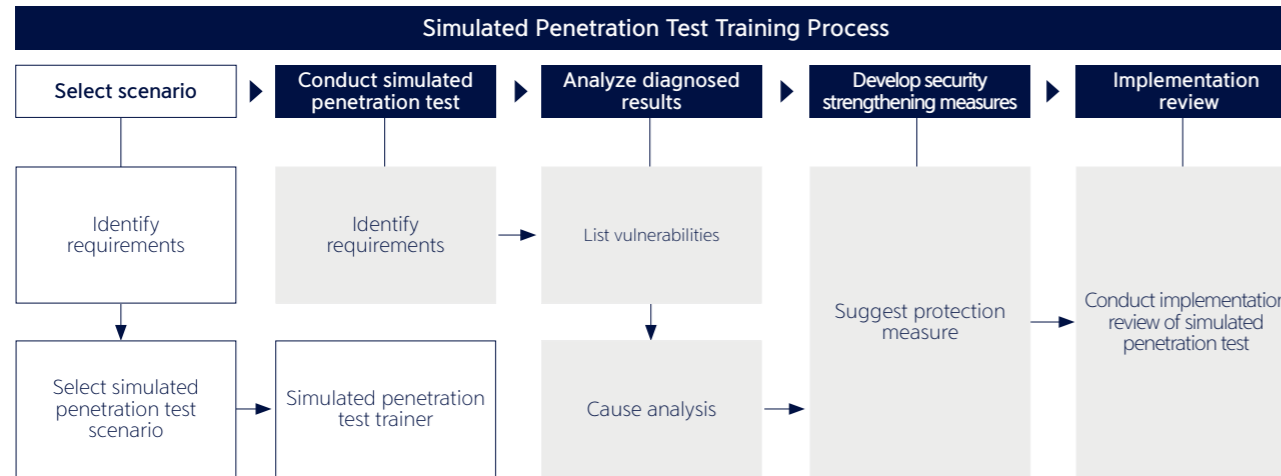 Simulated Penetration Test Training Process
Select scenario
Conduct simulated
penetration test
Analyze diagnosed
results
Develop security
strengthening measures
Implementation
review
Identify
requirements
Identify
requirements
List vulnerabilities
Suggest protection
measure
Conduct implementation
review of simulated
penetration test
Select simulated
penetration test
scenario
Simulated penetration
test trainer
Cause analysis